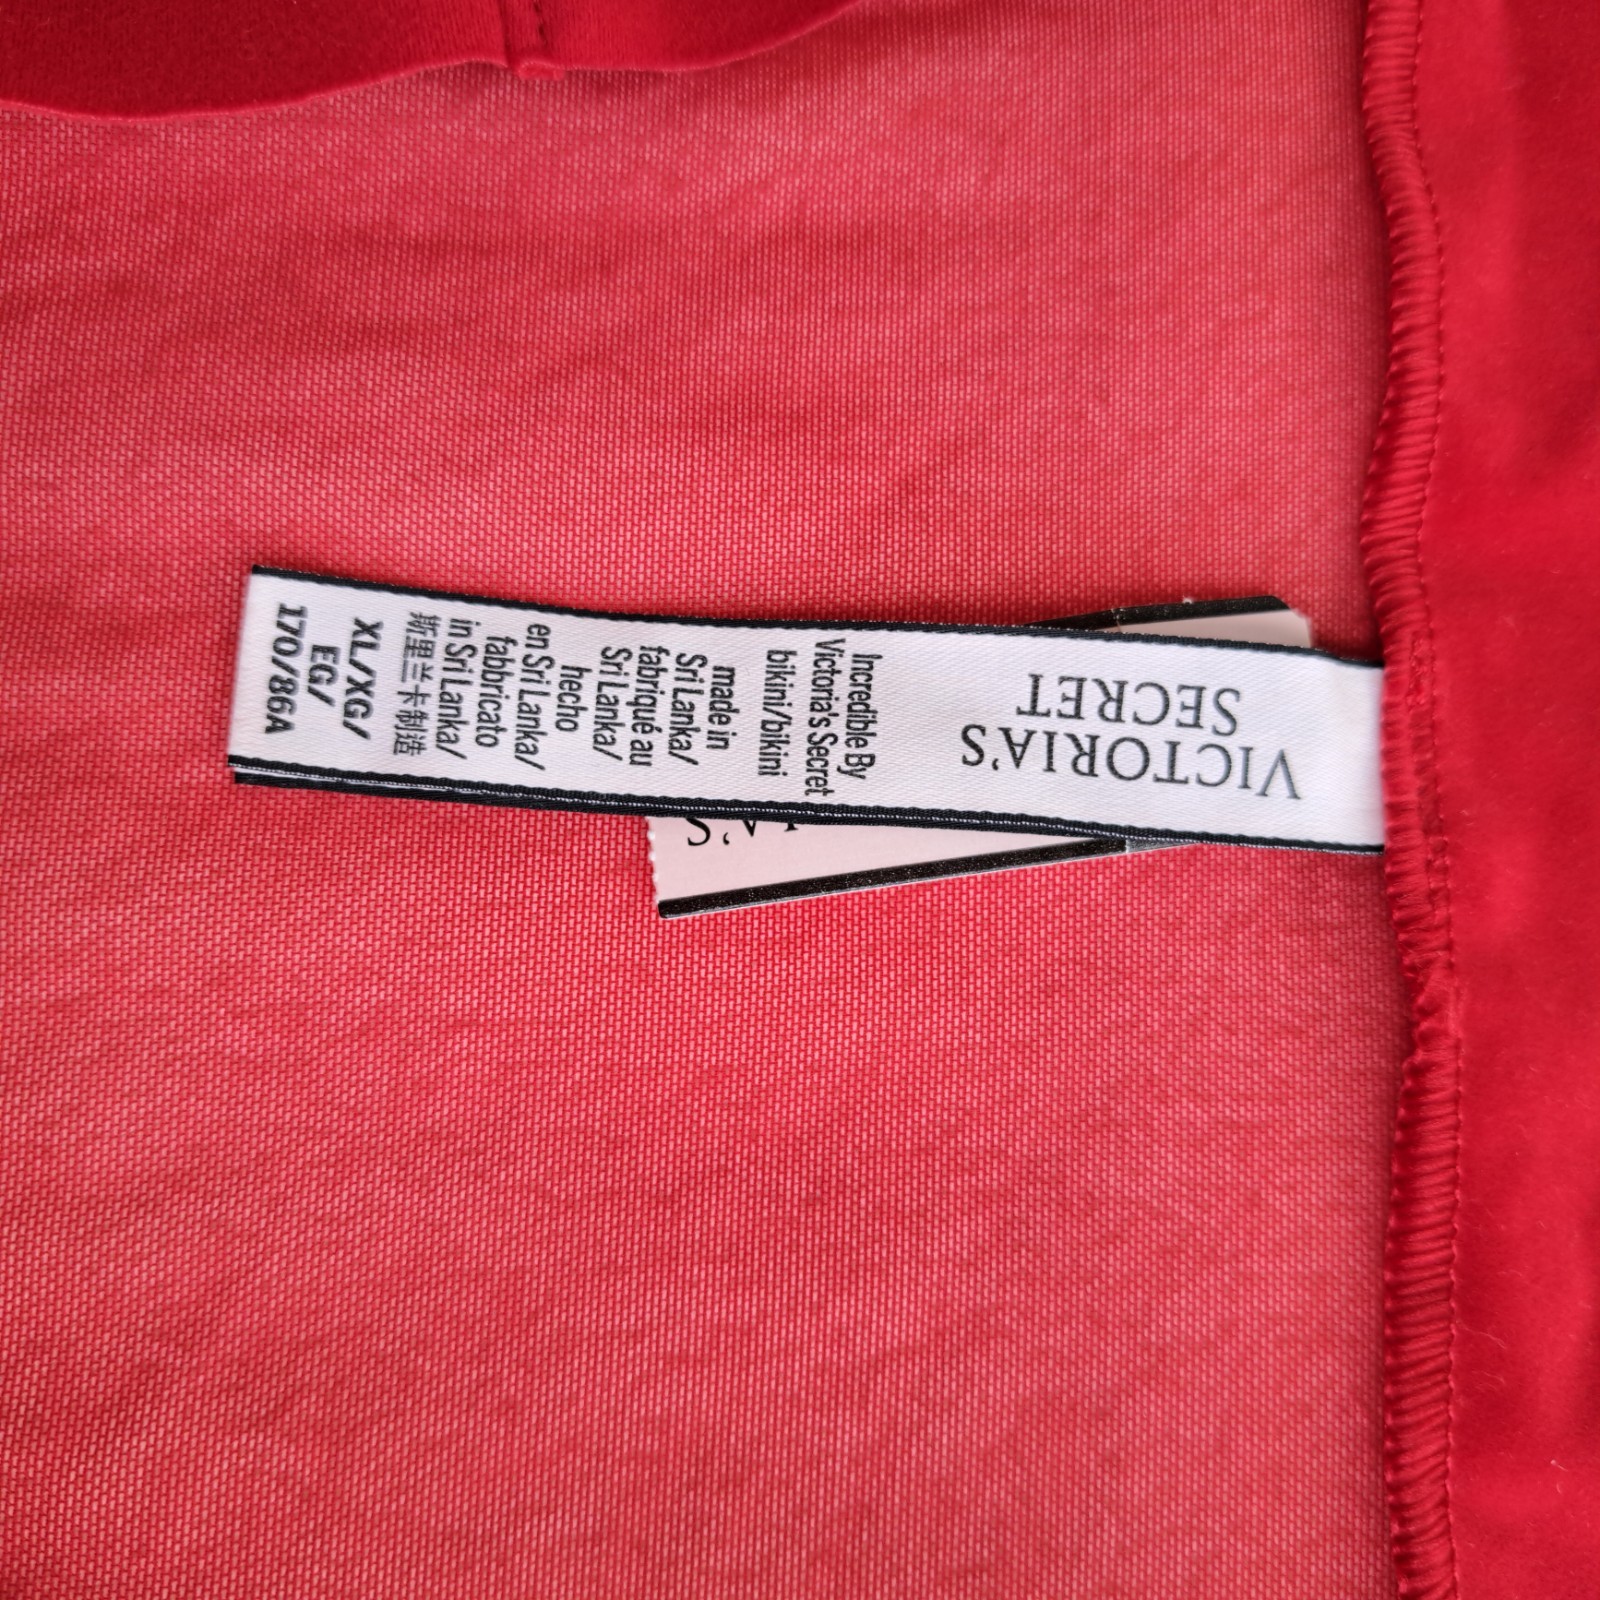 VICTORIA'S
SECRET
Incredible By
Victoria's Secret
bikini/bikini
made in
Sri Lanka/
fabriqué au
Sri Lanka/
hecho
en Sri Lanka/
fabbricato
in Sri Lanka/
斯里兰卡制造
XL/XG/
EG/
170/86A